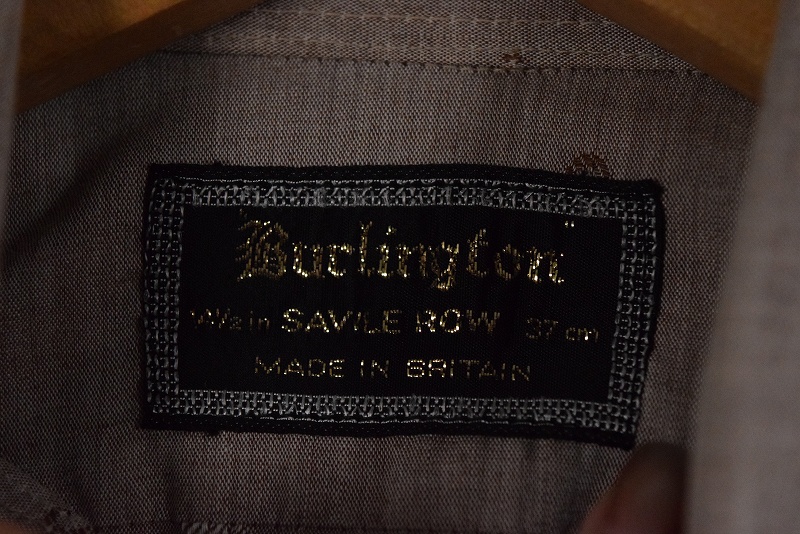 "Burlington"
14½ in SAVILE ROW 37 cm
MADE IN BRITAIN